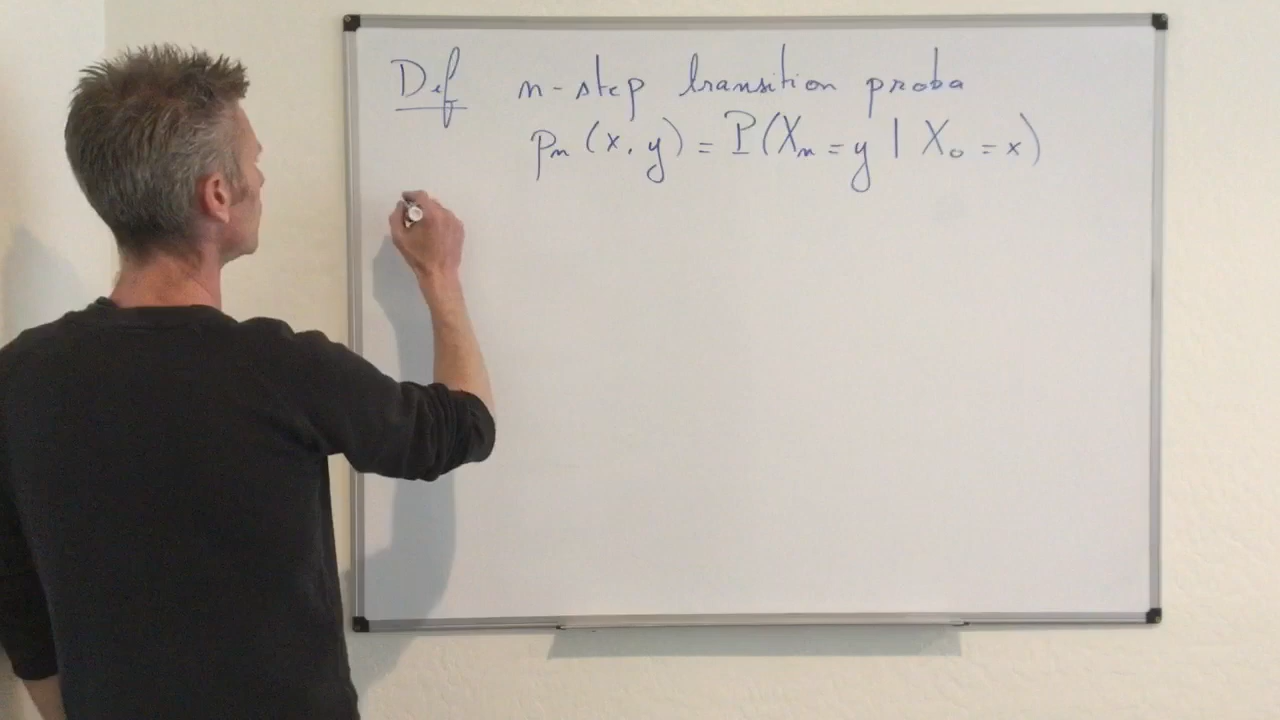 Def n-step transition proba
pₙ(x, y) = P(Xₙ = y | X₀ = x)